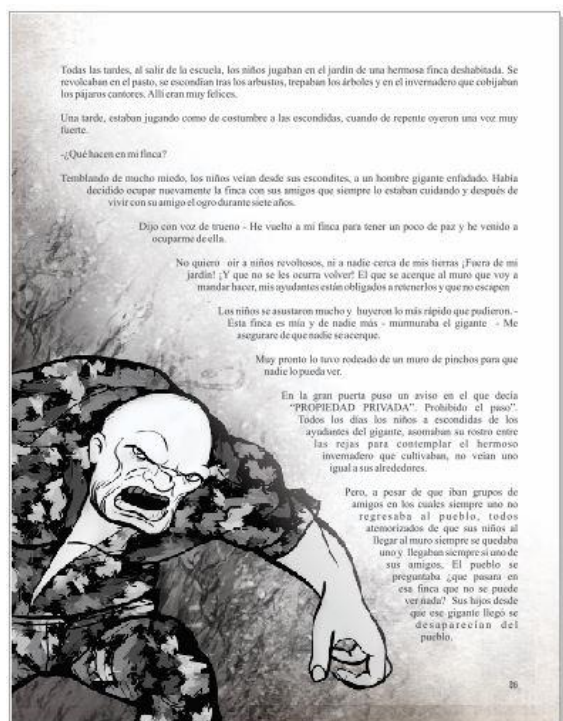 Todas las tardes, al salir de la escuela, los niños jugaban en el jardín de una hermosa finca deshabitada. Se
revolcaban en el pasto, se escondían tras los arbustos, trepaban los árboles y en el invernadero que cobijaban
los pájaros cantores. Allí eran muy felices.
Una tarde, estaban jugando como de costumbre a las escondidas, cuando de repente oyeron una voz muy
fuerte.
-¿Qué hacen en mi finca?
Temblando de mucho miedo, los niños veían desde sus escondites, a un hombre gigante enfadado. Había
decidido ocupar nuevamente la finca con sus amigos que siempre lo estaban cuidando y después de
vivir con su amigo el ogro durante siete años.
Dijo con voz de trueno - He vuelto a mi finca para tener un poco de paz y he venido a
ocuparme de ella.
No quiero oír a niños revoltosos, ni a nadie cerca de mis tierras ¡Fuera de mi
jardín! ¡Y que no se les ocurra volver! El que se acerque al muro que voy a
mandar hacer, mis ayudantes están obligados a retenerlos y que no escapen
Los niños se asustaron mucho y huyeron lo más rápido que pudieron. -
Esta finca es mía y de nadie más - murmuraba el gigante - Me
asegurare de que nadie se acerque.
Muy pronto lo tuvo rodeado de un muro de pinchos para que
nadie lo pueda ver.
En la gran puerta puso un aviso en el que decía
"PROPIEDAD PRIVADA". Prohibido el paso".
Todos los días los niños a escondidas de los
ayudantes del gigante, asomaban su rostro entre
las rejas para contemplar el hermoso
invernadero que cultivaban, no veían uno
igual a sus alrededores.
Pero, a pesar de que iban grupos de
amigos en los cuales siempre uno no
regresaba al pueblo, todos
atemorizados de que sus niños al
llegar al muro siempre se quedaba
uno y llegaban siempre si uno de
sus amigos, El pueblo se
preguntaba ¿que pasara en
esa finca que no se puede
ver nada? Sus hijos desde
que ese gigante llegó se
desaparecían del
pueblo.